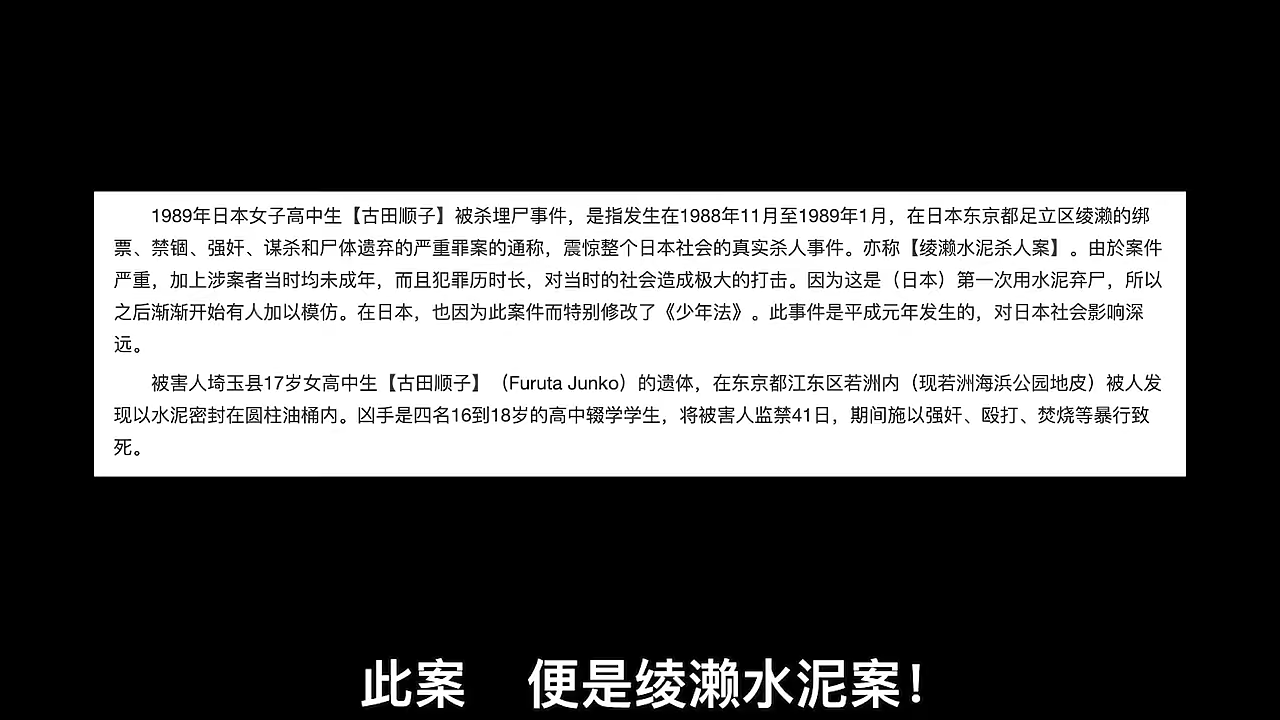 1989年日本女子高中生【古田顺子】被杀埋尸事件，是指发生在1988年11月至1989年1月，在日本东京都足立区绫濑的绑
票、禁锢、强奸、谋杀和尸体遗弃的严重罪案的通称，震惊整个日本社会的真实杀人事件。亦称【绫濑水泥杀人案】。由於案件
严重，加上涉案者当时均未成年，而且犯罪历时长，对当时的社会造成极大的打击。因为这是（日本）第一次用水泥弃尸，所以
之后渐渐开始有人加以模仿。在日本，也因为此案件而特别修改了《少年法》。此事件是平成元年发生的，对日本社会影响深
远。
被害人埼玉县17岁女高中生【古田顺子】（Furuta Junko）的遗体，在东京都江东区若洲内（现若洲海浜公园地皮）被人发
现以水泥密封在圆柱油桶内。凶手是四名16到18岁的高中辍学学生，将被害人监禁41日，期间施以强奸、殴打、焚烧等暴行致
死。
此案 便是绫濑水泥案！